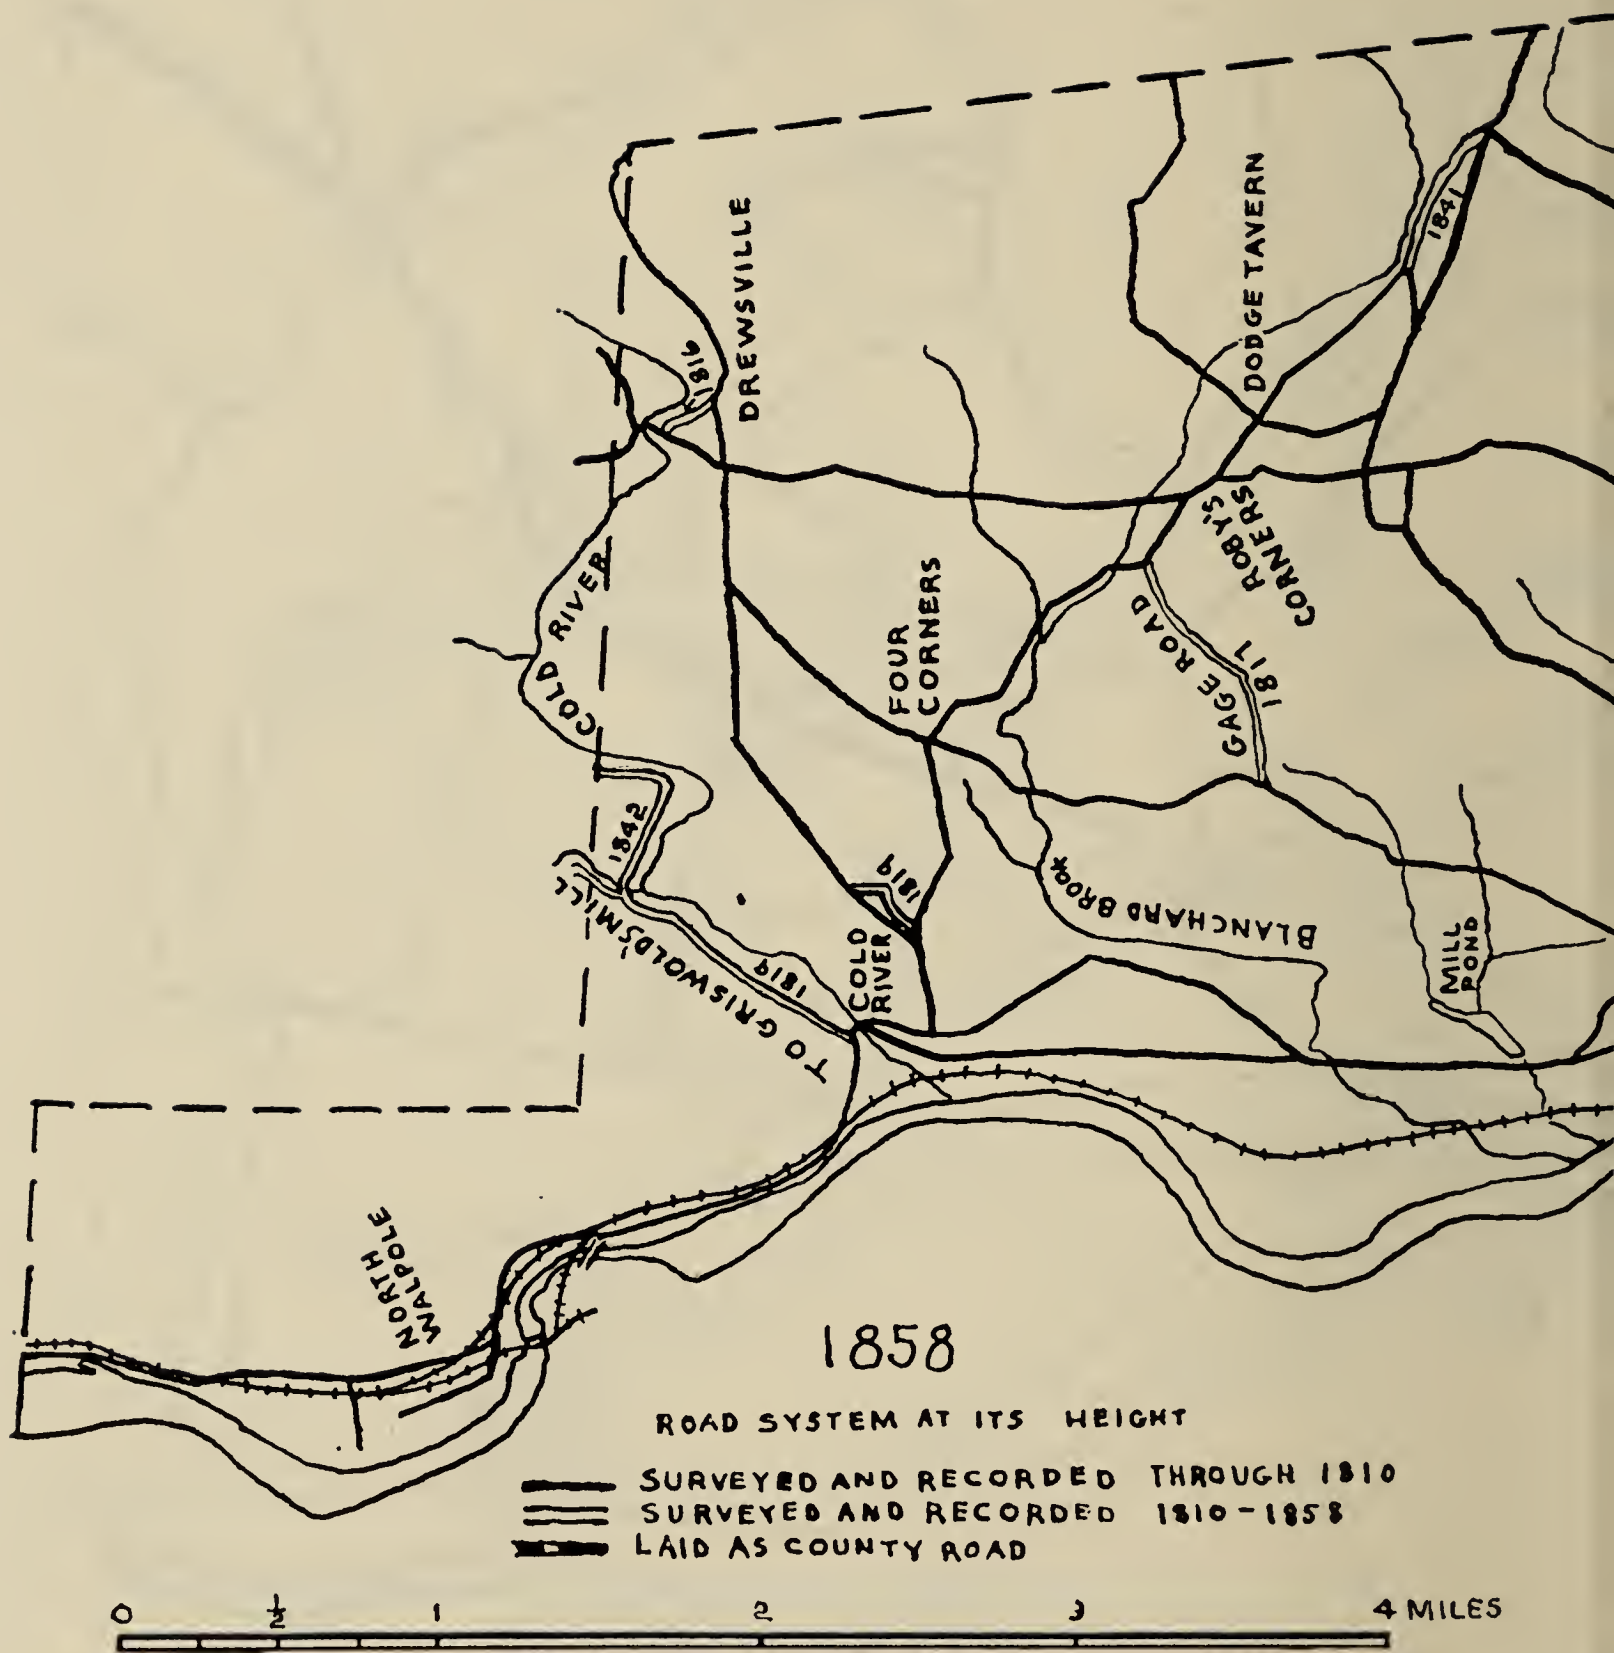 DREWSVILLE
1816
DODGE TAVERN
1841
COLD RIVER
FOUR
CORNERS
ROBY'S
CORNERS
GAGE ROAD
1817
1842
TO GRISWOLD'S MILL
1819
1819
COLD
RIVER
BLANCHARD BROOK
MILL
POND
NORTH
WALPOLE
1858
ROAD SYSTEM AT ITS HEIGHT
SURVEYED AND RECORDED THROUGH 1810
SURVEYED AND RECORDED 1810-1858
LAID AS COUNTY ROAD
0 ½ 1 2 3 4 MILES